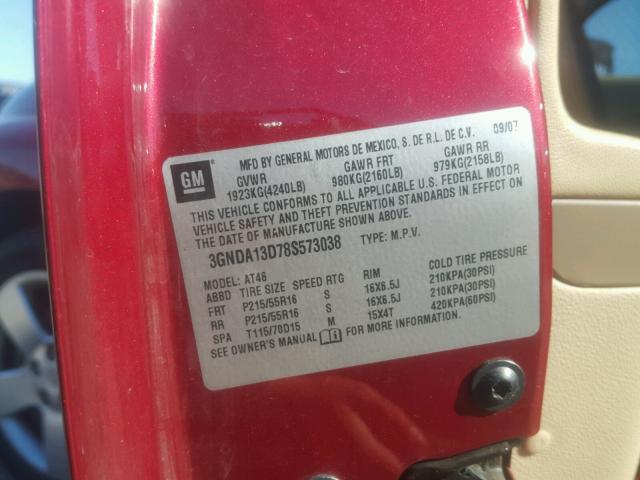 GM
MFD BY GENERAL MOTORS DE MEXICO, S. DE R.L. DE C.V. 09/07
GVWR GAWR FRT GAWR RR
1923KG(4240LB) 980KG(2160LB) 979KG(2158LB)
THIS VEHICLE CONFORMS TO ALL APPLICABLE U.S. FEDERAL MOTOR
VEHICLE SAFETY AND THEFT PREVENTION STANDARDS IN EFFECT ON
THE DATE OF MANUFACTURE SHOWN ABOVE.
3GNDA13D78S573038 TYPE: M.P.V.
MODEL: AT46
ABBD TIRE SIZE SPEED RTG RIM COLD TIRE PRESSURE
FRT P215/55R16 S 16X6.5J 210KPA(30PSI)
RR P215/55R16 S 16X6.5J 210KPA(30PSI)
SPA T115/70D15 M 15X4T 420KPA(60PSI)
SEE OWNER'S MANUAL FOR MORE INFORMATION.